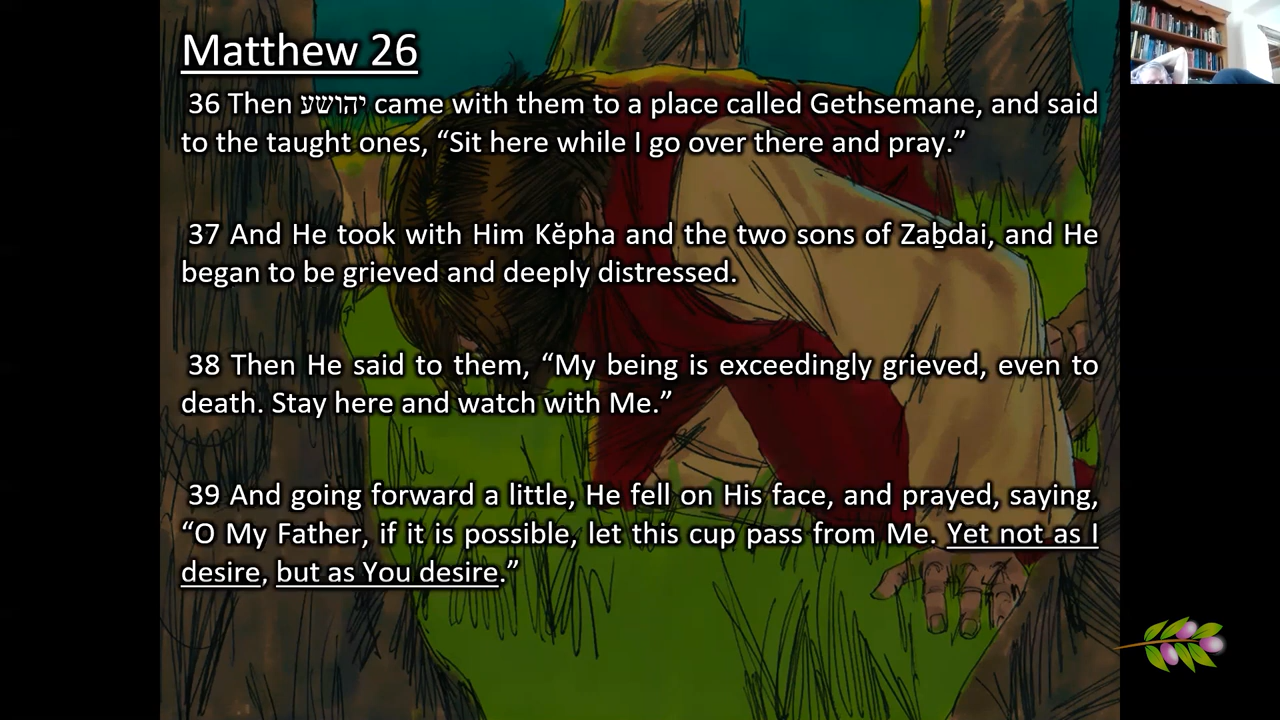 Matthew 26
36 Then יהושע came with them to a place called Gethsemane, and said
to the taught ones, “Sit here while I go over there and pray.”
37 And He took with Him Kĕpha and the two sons of Zaḇdai, and He
began to be grieved and deeply distressed.
38 Then He said to them, “My being is exceedingly grieved, even to
death. Stay here and watch with Me.”
39 And going forward a little, He fell on His face, and prayed, saying,
“O My Father, if it is possible, let this cup pass from Me. Yet not as I
desire, but as You desire.”